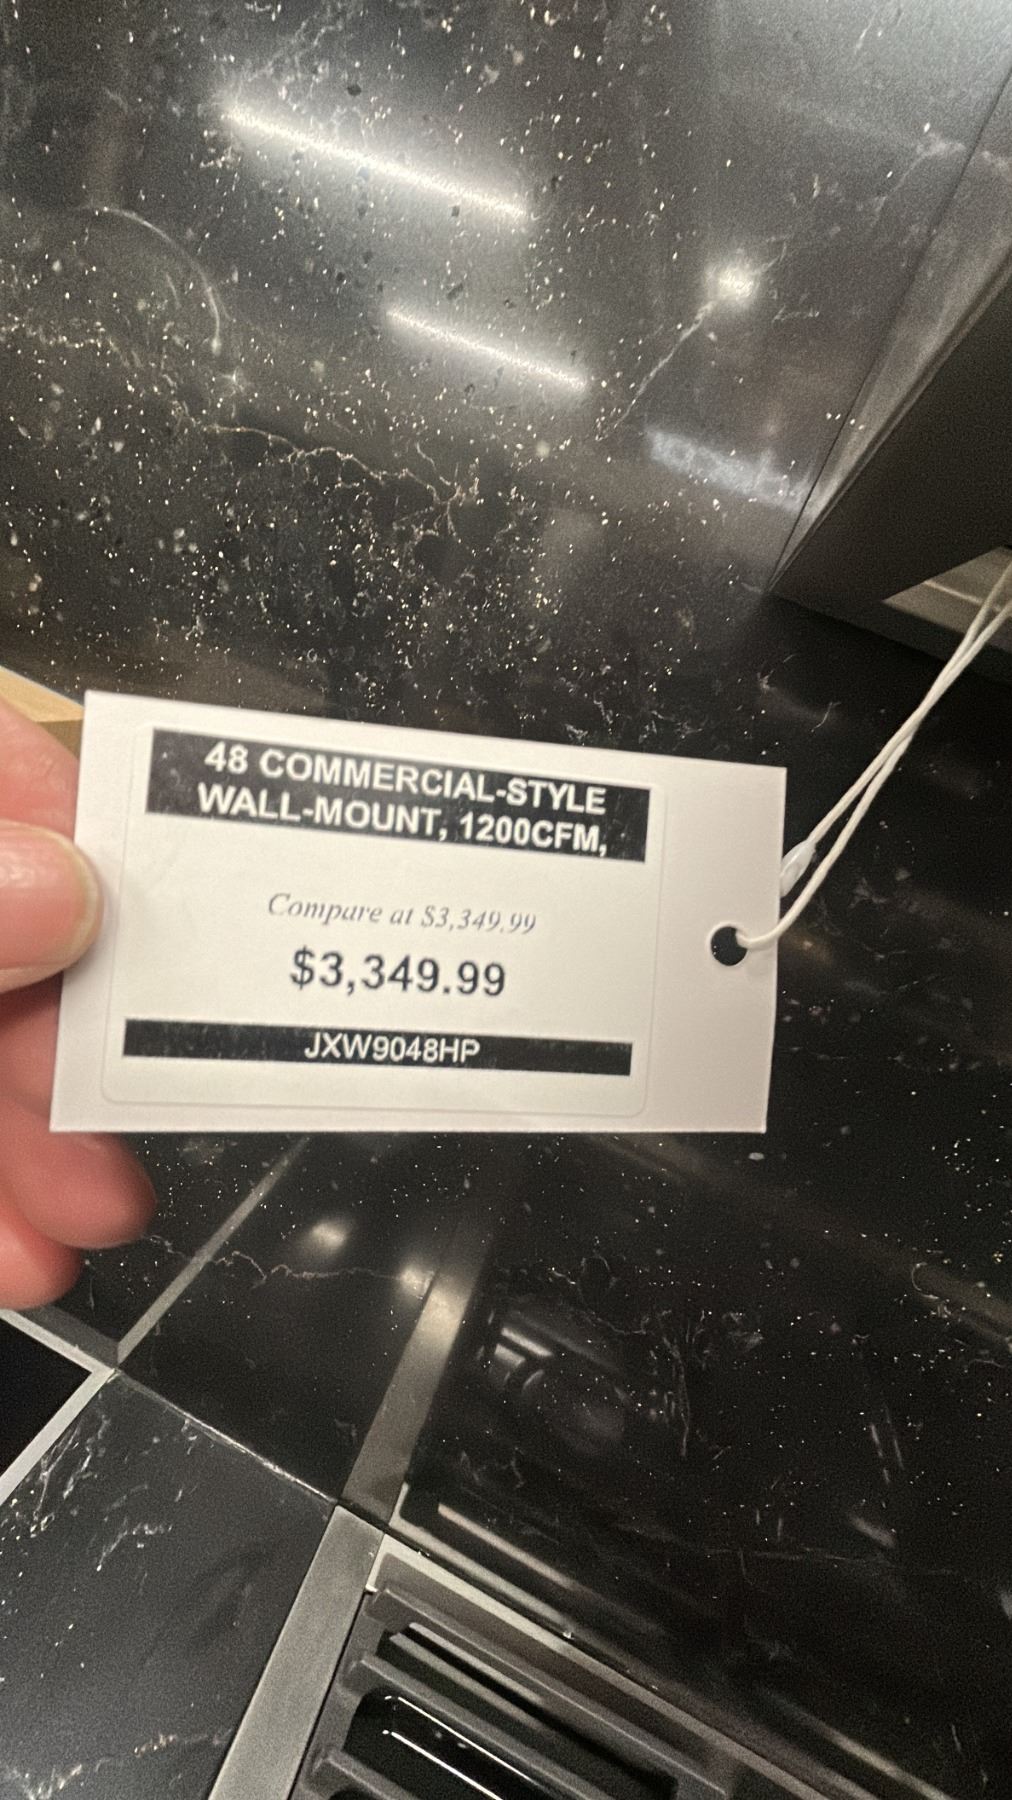 48 COMMERCIAL-STYLE
WALL-MOUNT, 1200CFM,
Compare at $3,349.99
$3,349.99
JXW9048HP